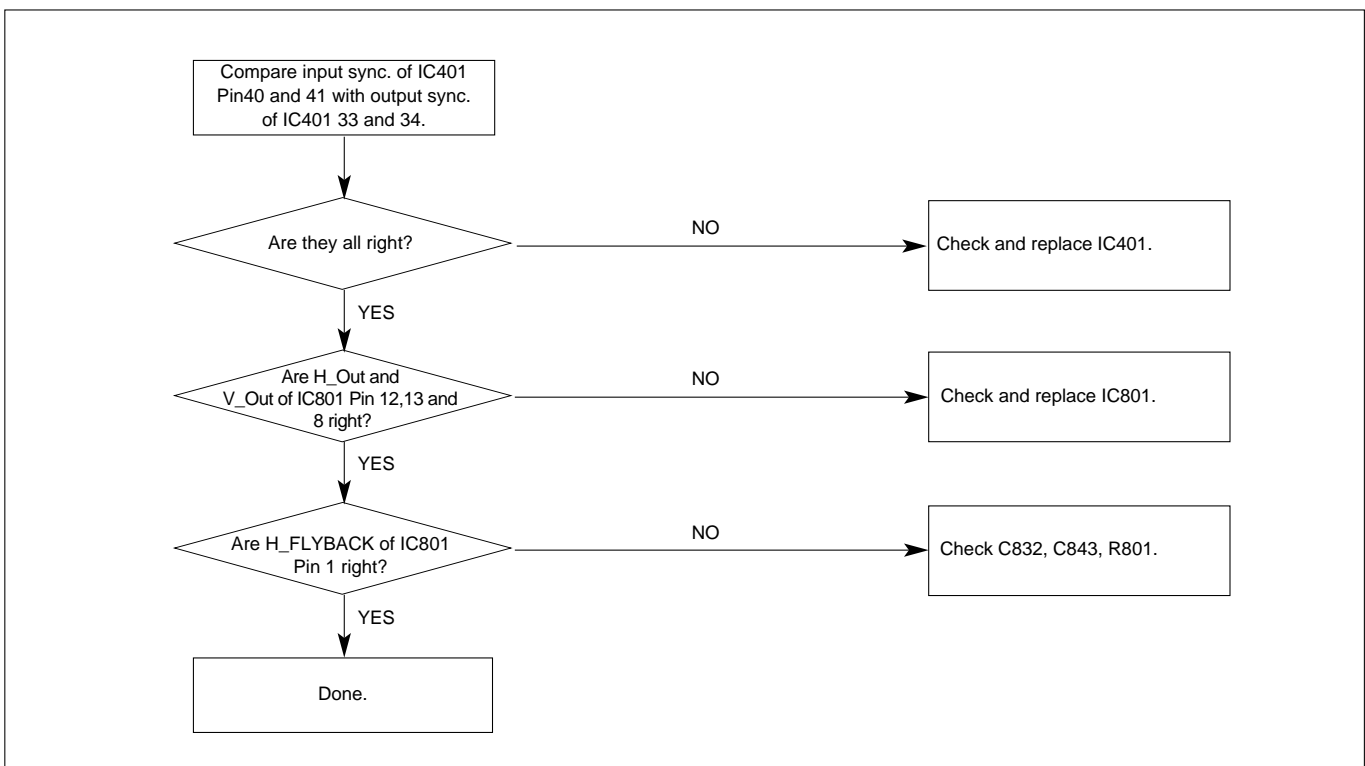 Compare input sync. of IC401
Pin40 and 41 with output sync.
of IC401 33 and 34.
Are they all right?
NO
Check and replace IC401.
YES
Are H_Out and
V_Out of IC801 Pin 12,13 and
8 right?
NO
Check and replace IC801.
YES
Are H_FLYBACK of IC801
Pin 1 right?
NO
Check C832, C843, R801.
YES
Done.